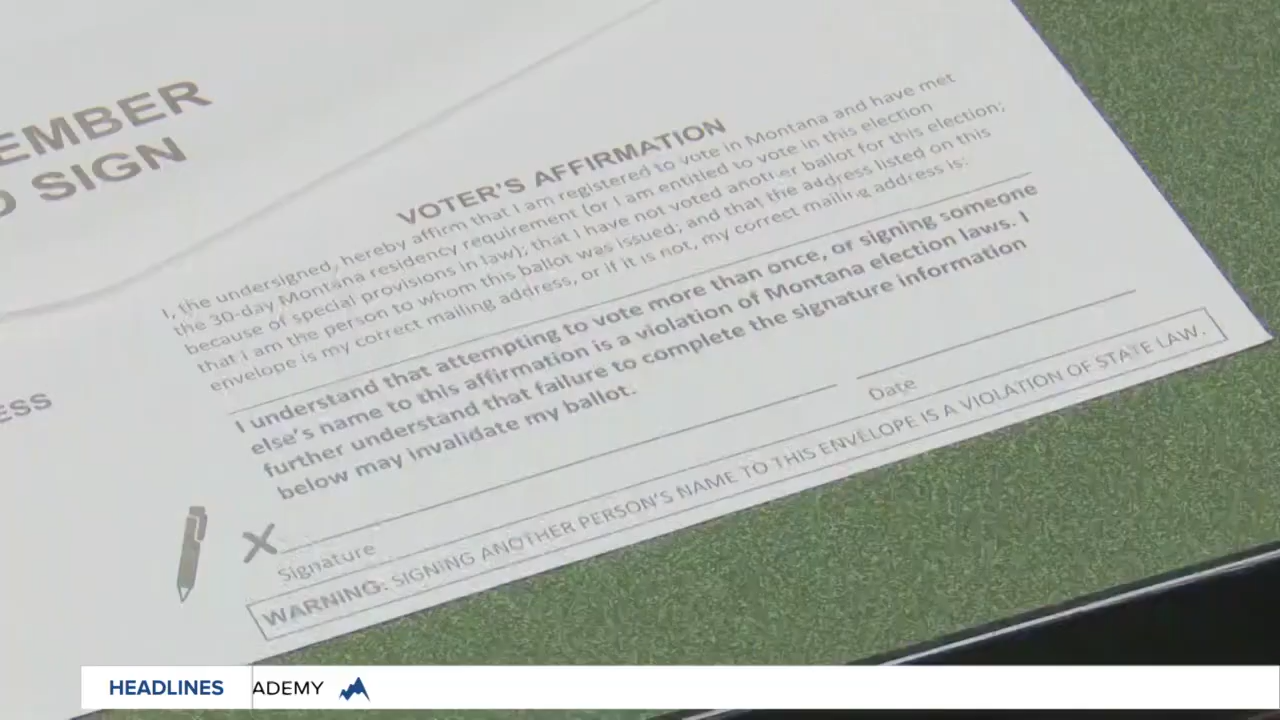 EMBER
O SIGN
VOTER'S AFFIRMATION
I, the undersigned, hereby affirm that I am registered to vote in Montana and have met
the 30-day Montana residency requirement (or I am entitled to vote in this election
because of special provisions in law); that I have not voted another ballot for this election;
that I am the person to whom this ballot was issued; and that the address listed on this
envelope is my correct mailing address, or if it is not, my correct mailing address is:
I understand that attempting to vote more than once, or signing someone
else's name to this affirmation is a violation of Montana election laws. I
further understand that failure to complete the signature information
below may invalidate my ballot.
ESS
X
Signature
Date
WARNING: SIGNING ANOTHER PERSON'S NAME TO THIS ENVELOPE IS A VIOLATION OF STATE LAW.
HEADLINES
ADEMY